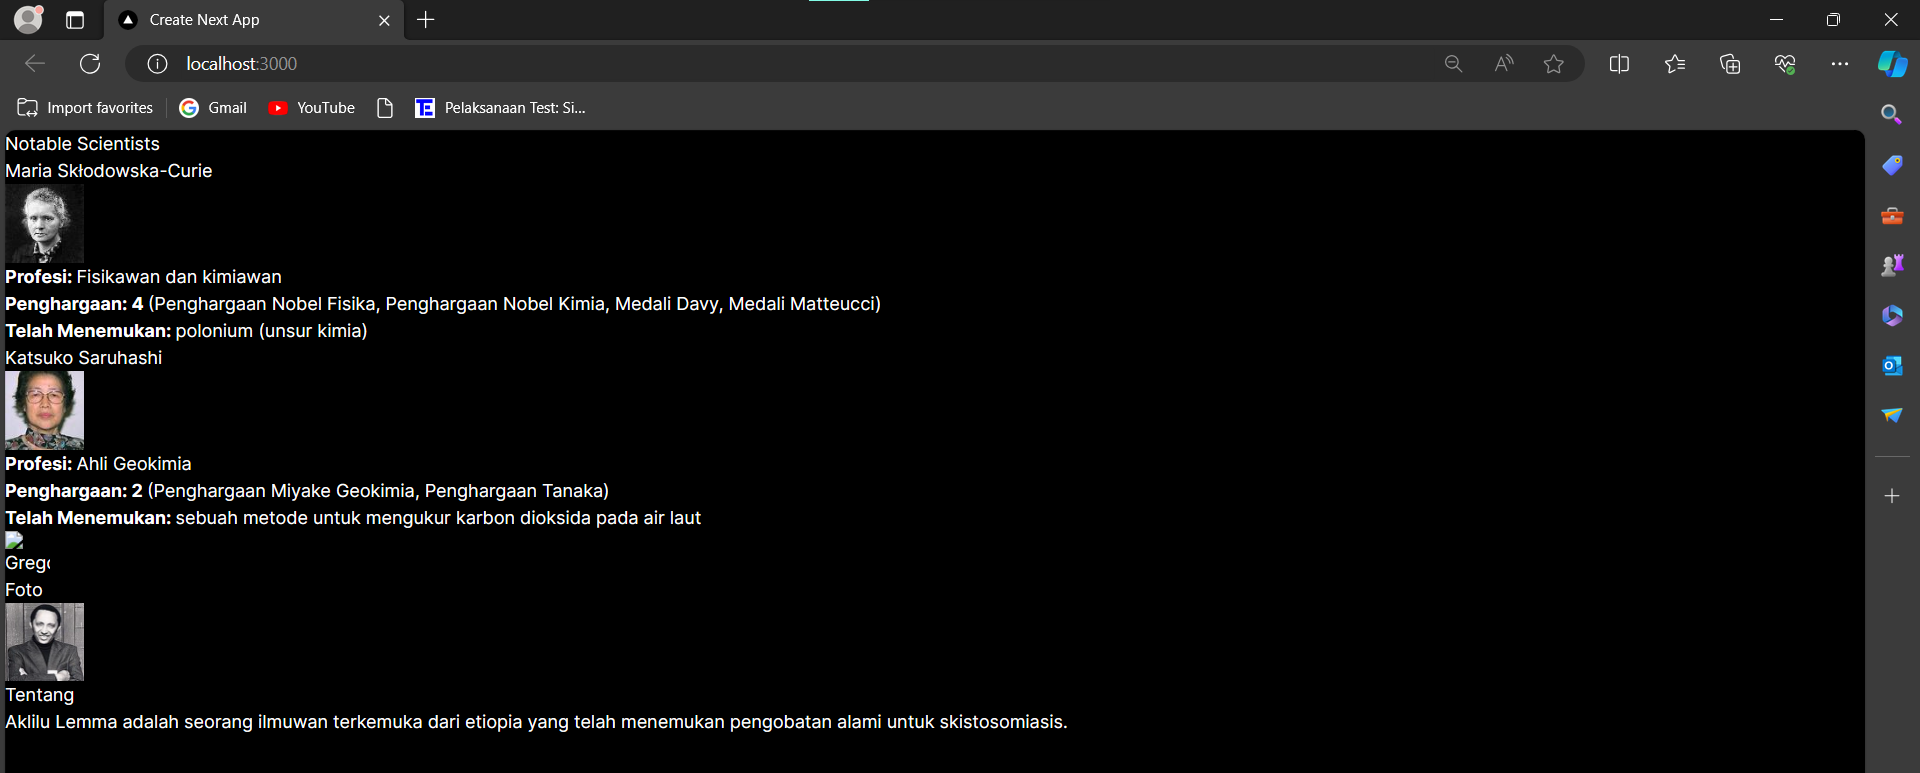 Create Next App
localhost:3000
Import favorites
Gmail
YouTube
Pelaksanaan Test: Si...
Notable Scientists
Maria Skłodowska-Curie
Profesi: Fisikawan dan kimiawan
Penghargaan: 4 (Penghargaan Nobel Fisika, Penghargaan Nobel Kimia, Medali Davy, Medali Matteucci)
Telah Menemukan: polonium (unsur kimia)
Katsuko Saruhashi
Profesi: Ahli Geokimia
Penghargaan: 2 (Penghargaan Miyake Geokimia, Penghargaan Tanaka)
Telah Menemukan: sebuah metode untuk mengukur karbon dioksida pada air laut
Grego
Foto
Tentang
Aklilu Lemma adalah seorang ilmuwan terkemuka dari etiopia yang telah menemukan pengobatan alami untuk skistosomiasis.